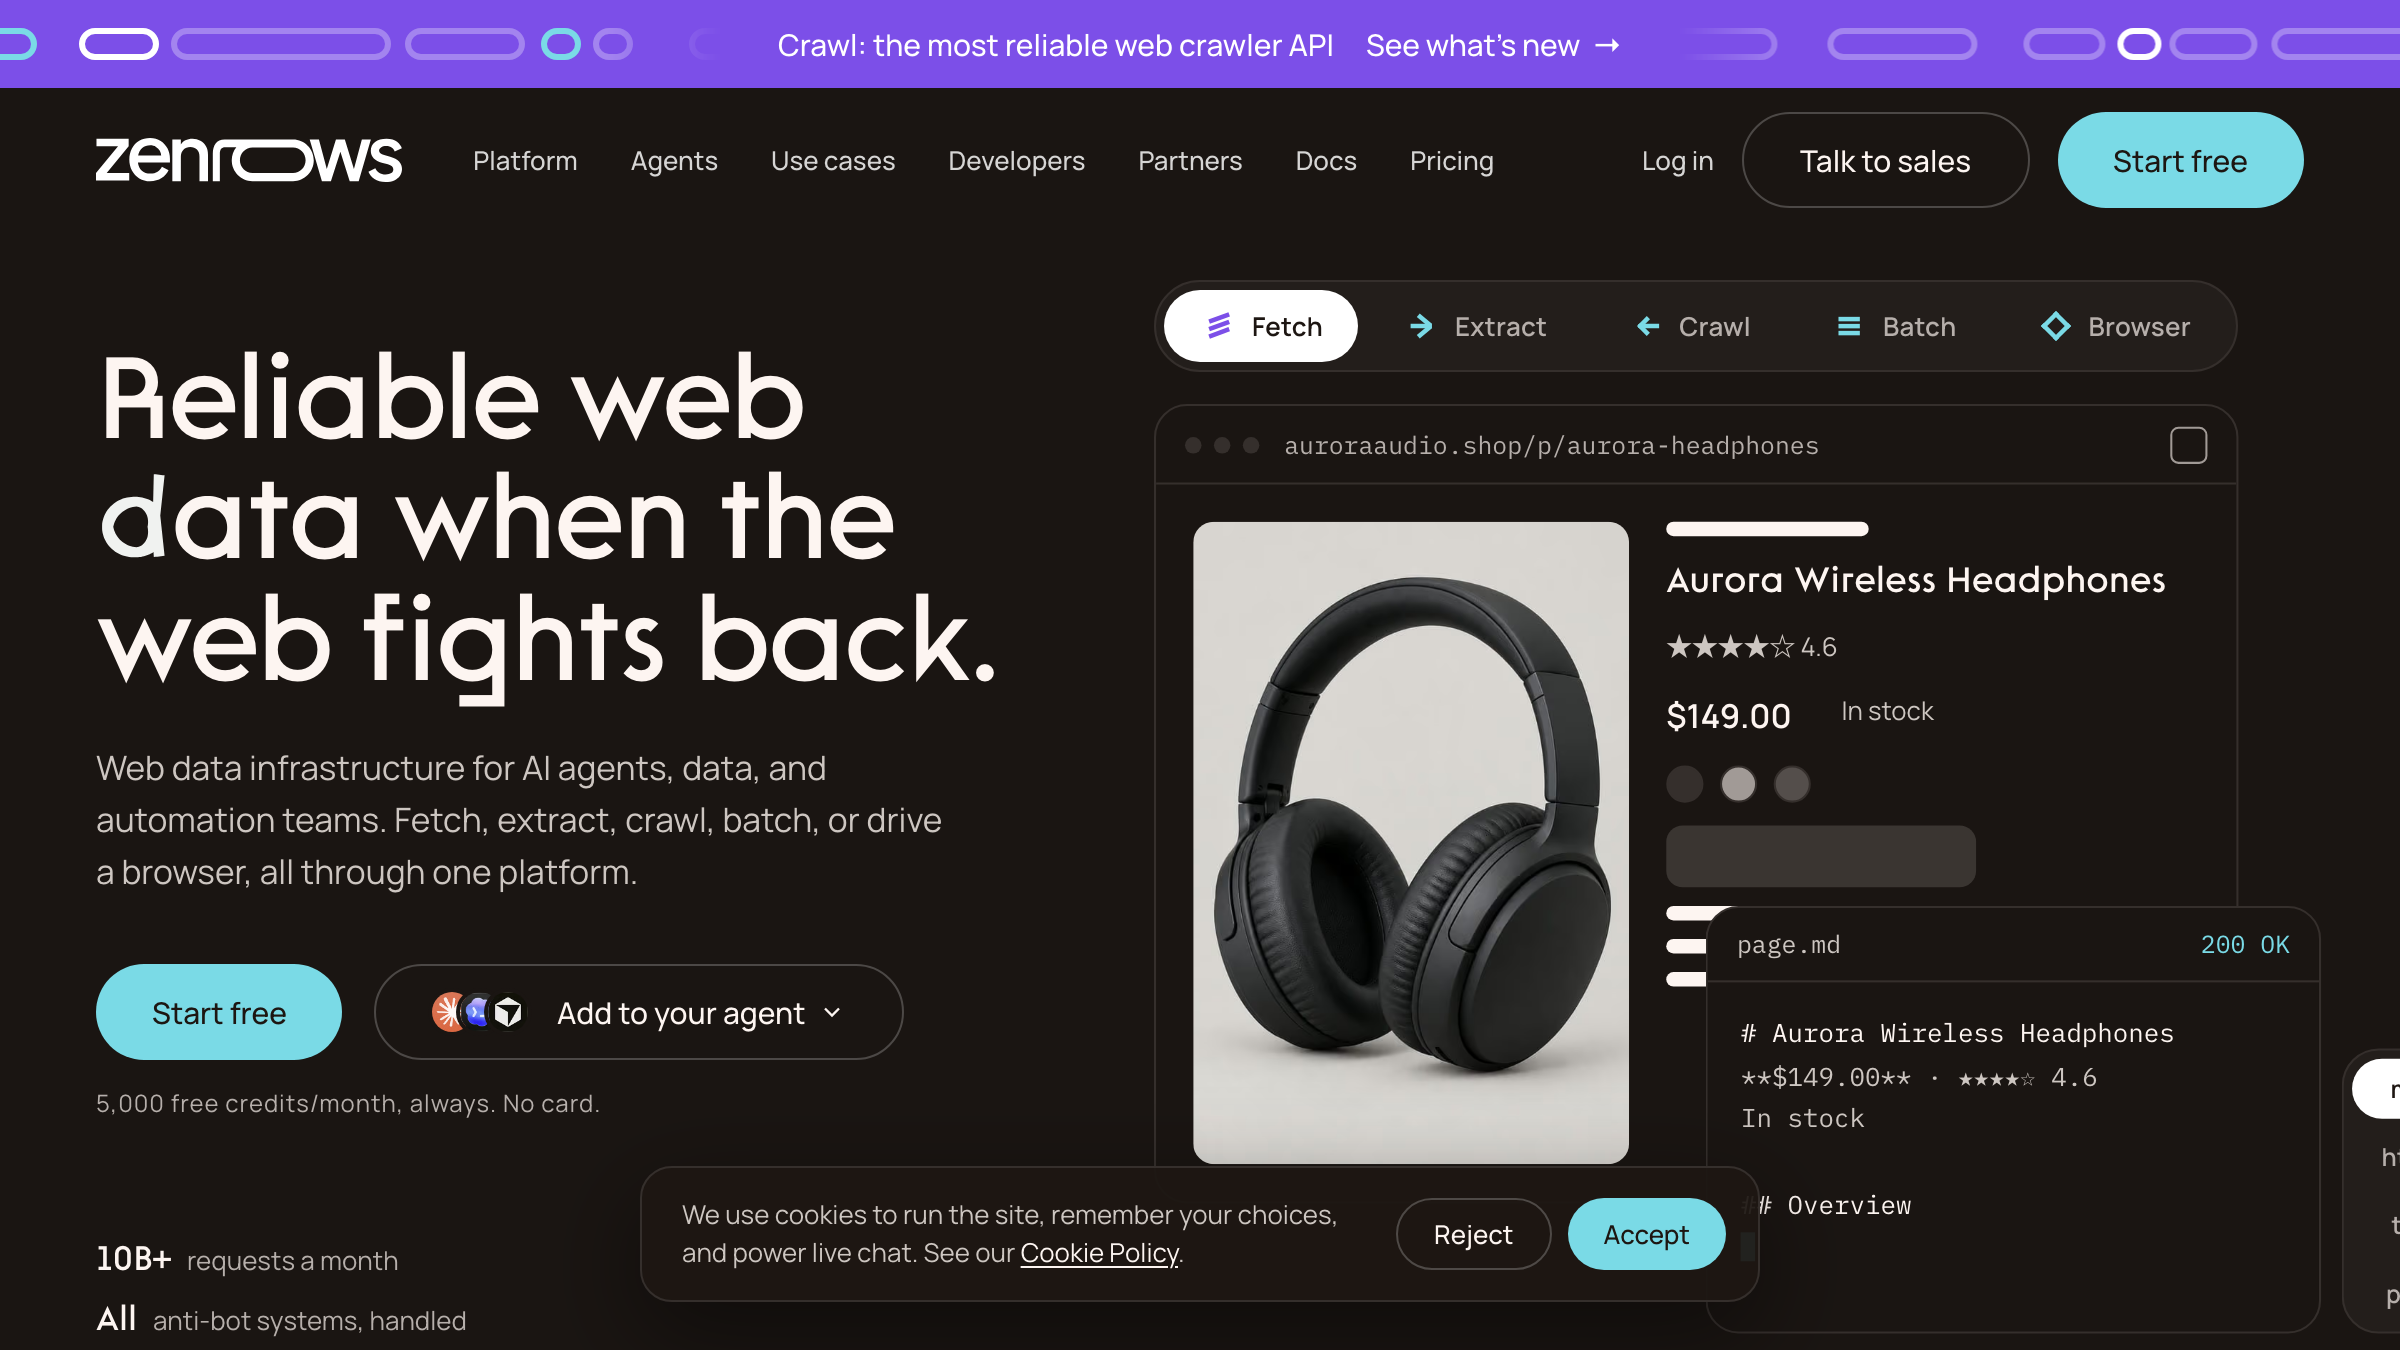 Crawl: the most reliable web crawler API See what's new →
zenrows Platform Agents Use cases Developers Partners Docs Pricing Log in Talk to sales Start free
Fetch Extract Crawl Batch Browser
Reliable web
data when the
web fights back.
Web data infrastructure for AI agents, data, and
automation teams. Fetch, extract, crawl, batch, or drive
a browser, all through one platform.
Start free Add to your agent
5,000 free credits/month, always. No card.
10B+ requests a month
All anti-bot systems, handled
auroraaudio.shop/p/aurora-headphones
Aurora Wireless Headphones
★★★★☆ 4.6
$149.00 In stock
page.md 200 OK
# Aurora Wireless Headphones
**$149.00** · ★★★★☆ 4.6
In stock
## Overview
We use cookies to run the site, remember your choices,
and power live chat. See our Cookie Policy.
Reject Accept